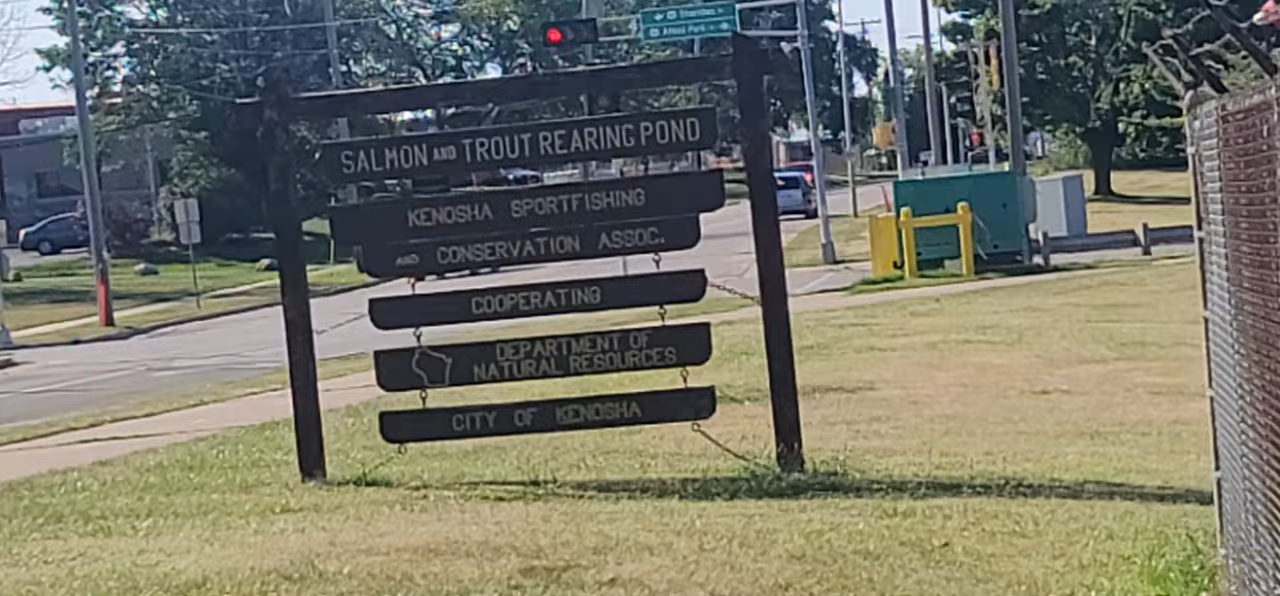 SALMON AND TROUT REARING POND
KENOSHA SPORTFISHING
AND CONSERVATION ASSOC.
COOPERATING
DEPARTMENT OF
NATURAL RESOURCES
CITY OF KENOSHA